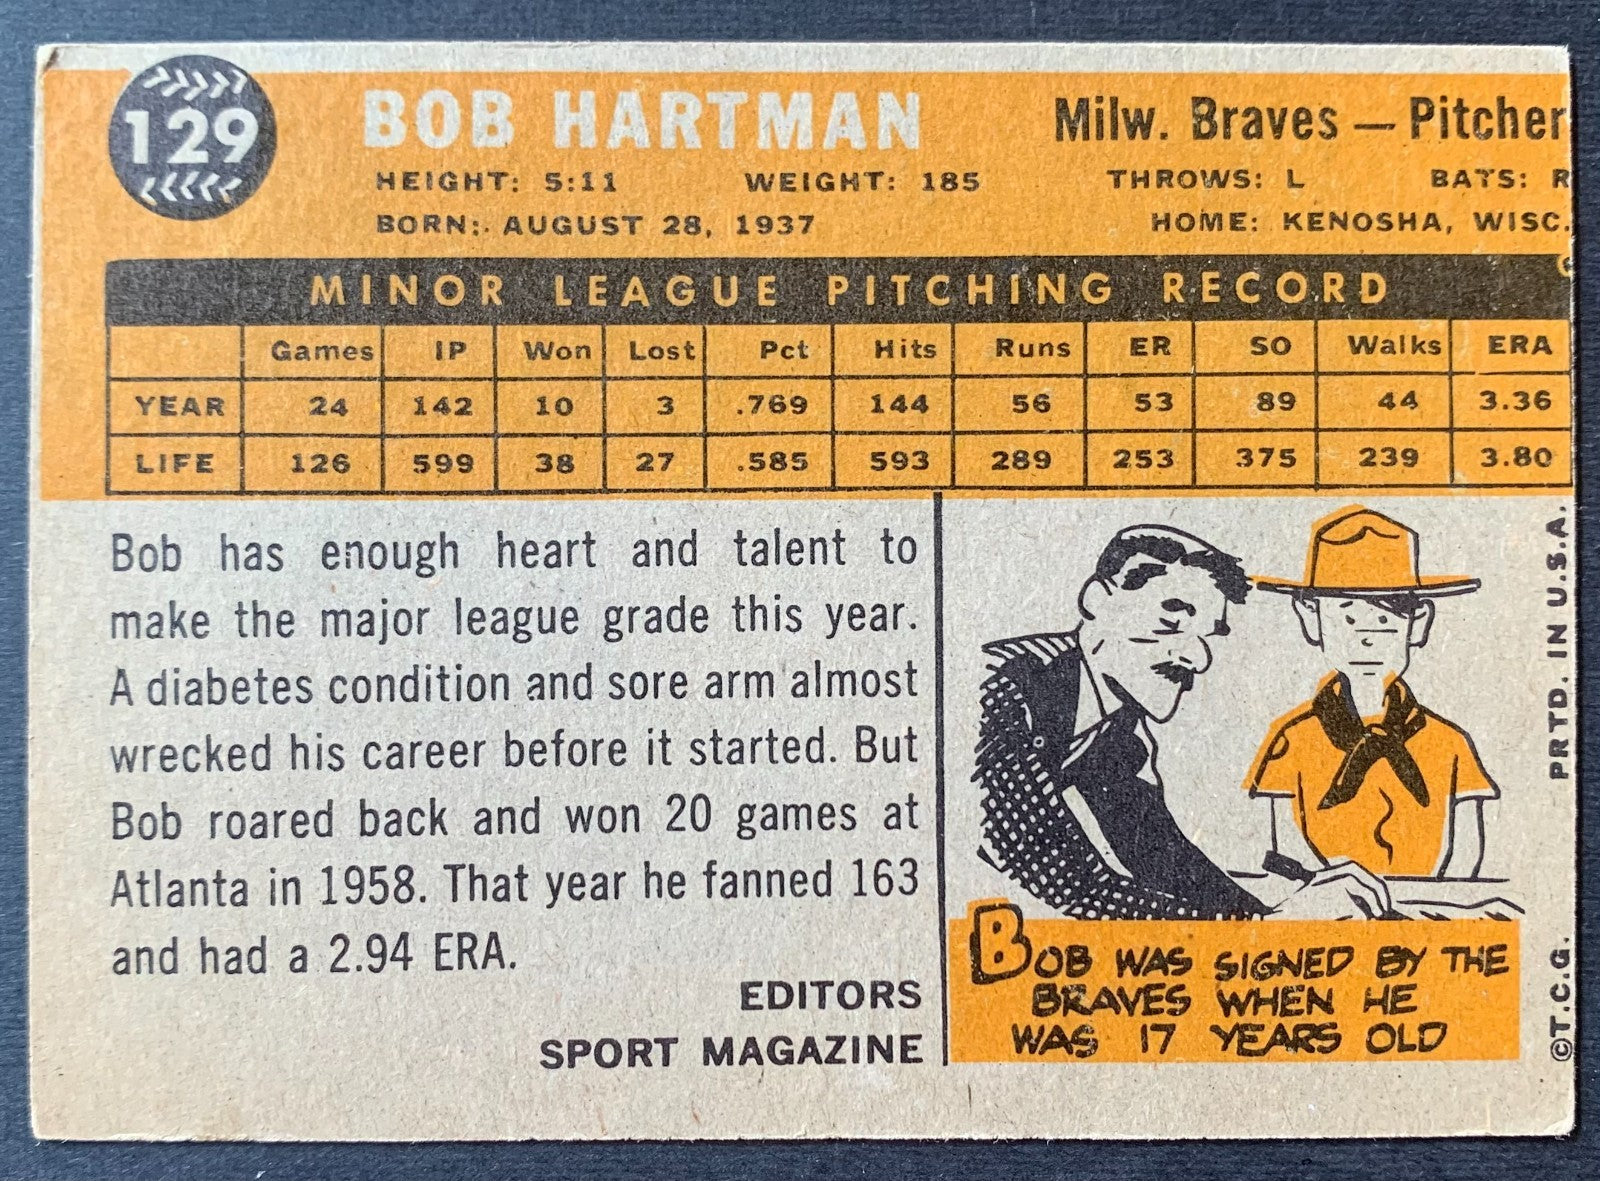 129
BOB HARTMAN
Milw. Braves — Pitcher
HEIGHT: 5:11 WEIGHT: 185 THROWS: L BATS: R
BORN: AUGUST 28, 1937 HOME: KENOSHA, WISC.
MINOR LEAGUE PITCHING RECORD
Games IP Won Lost Pct Hits Runs ER SO Walks ERA
YEAR 24 142 10 3 .769 144 56 53 89 44 3.36
LIFE 126 599 38 27 .585 593 289 253 375 239 3.80
Bob has enough heart and talent to
make the major league grade this year.
A diabetes condition and sore arm almost
wrecked his career before it started. But
Bob roared back and won 20 games at
Atlanta in 1958. That year he fanned 163
and had a 2.94 ERA.
EDITORS
SPORT MAGAZINE
BOB WAS SIGNED BY THE
BRAVES WHEN HE
WAS 17 YEARS OLD
©T.C.G. PRTD. IN U.S.A.